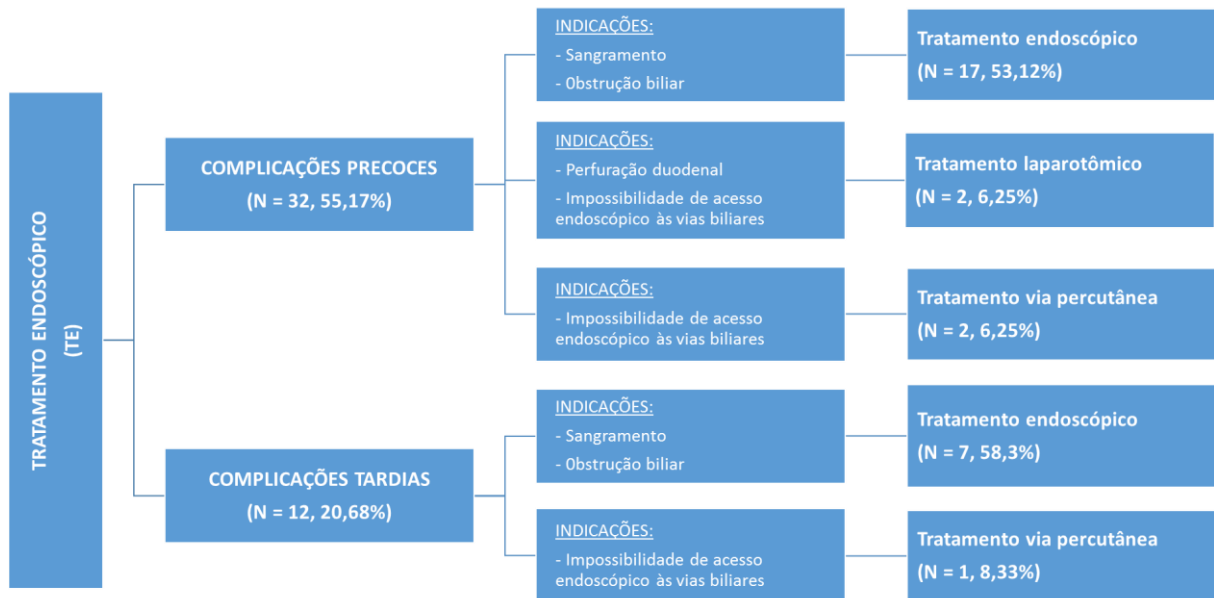 TRATAMENTO ENDOSCÓPICO
(TE)
COMPLICAÇÕES PRECOCES
(N = 32, 55,17%)
INDICAÇÕES:
- Sangramento
- Obstrução biliar
Tratamento endoscópico
(N = 17, 53,12%)
INDICAÇÕES:
- Perfuração duodenal
- Impossibilidade de acesso
endoscópico às vias biliares
Tratamento laparotômico
(N = 2, 6,25%)
INDICAÇÕES:
- Impossibilidade de acesso
endoscópico às vias biliares
Tratamento via percutânea
(N = 2, 6,25%)
COMPLICAÇÕES TARDIAS
(N = 12, 20,68%)
INDICAÇÕES:
- Sangramento
- Obstrução biliar
Tratamento endoscópico
(N = 7, 58,3%)
INDICAÇÕES:
- Impossibilidade de acesso
endoscópico às vias biliares
Tratamento via percutânea
(N = 1, 8,33%)